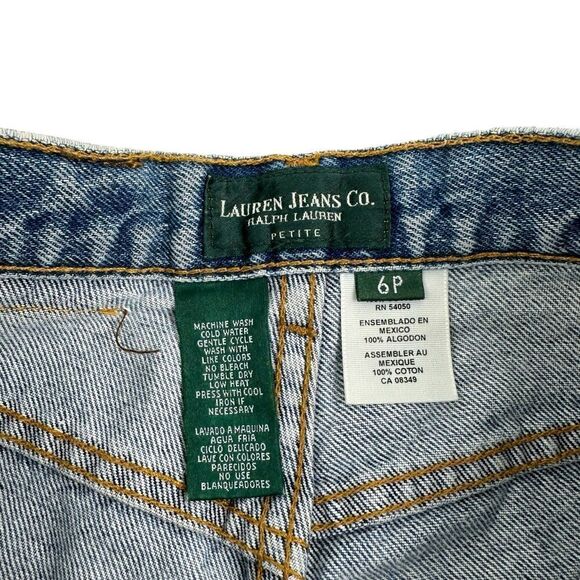 LAUREN JEANS CO.
RALPH LAUREN
PETITE
6P
RN 54050
ENSEMBLADO EN
MEXICO
100% ALGODON
ASSEMBLER AU
MEXIQUE
100% COTON
CA 08349
MACHINE WASH
COLD WATER
GENTLE CYCLE
WASH WITH
LIKE COLORS
NO BLEACH
TUMBLE DRY
LOW HEAT
PRESS WITH COOL
IRON IF
NECESSARY
LAVADO A MAQUINA
AGUA FRIA
CICLO DELICADO
LAVE CON COLORES
PARECIDOS
NO USE
BLANQUEADORES